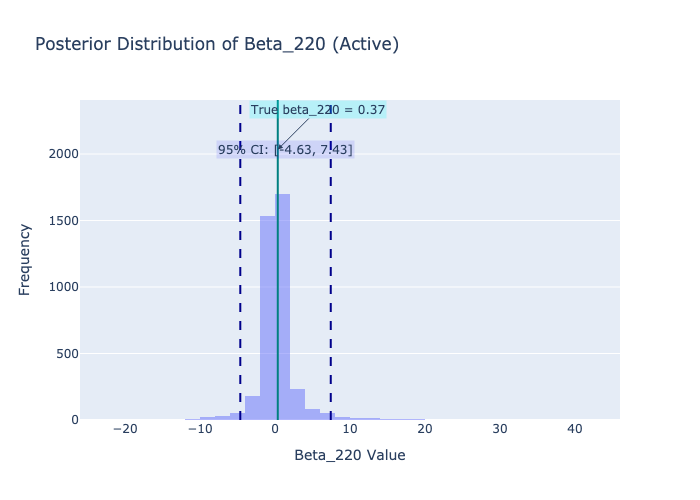 Posterior Distribution of Beta_220 (Active)
True beta_220 = 0.37
95% CI: [-4.63, 7.43]
2000
1500
1000
500
0
Frequency
−20
−10
0
10
20
30
40
Beta_220 Value